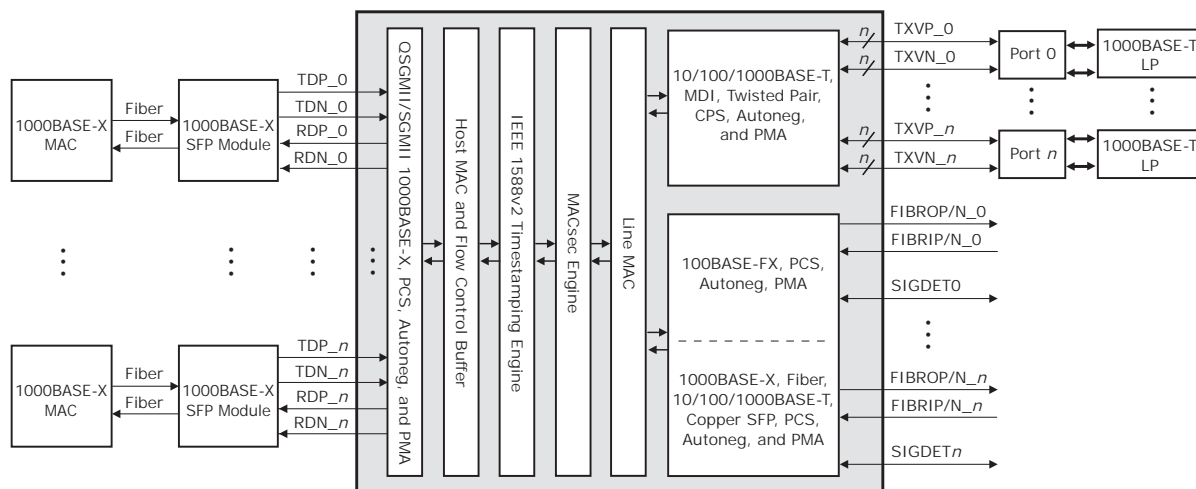 1000BASE-X
MAC
Fiber
Fiber
1000BASE-X
SFP Module
TDP_0
TDN_0
RDP_0
RDN_0
1000BASE-X
MAC
Fiber
Fiber
1000BASE-X
SFP Module
TDP_n
TDN_n
RDP_n
RDN_n
QSGMII/SGMII 1000BASE-X, PCS, Autoneg, and PMA
Host MAC and Flow Control Buffer
IEEE 1588v2 Timestamping Engine
MACsec Engine
Line MAC
10/100/1000BASE-T,
MDI, Twisted Pair,
CPS, Autoneg,
and PMA
n
TXVP_0
n
TXVN_0
n
TXVP_n
n
TXVN_n
Port 0
1000BASE-T
LP
Port n
1000BASE-T
LP
100BASE-FX, PCS,
Autoneg, PMA
1000BASE-X, Fiber,
10/100/1000BASE-T,
Copper SFP, PCS,
Autoneg, and PMA
FIBROP/N_0
FIBRIP/N_0
SIGDET0
FIBROP/N_n
FIBRIP/N_n
SIGDETn